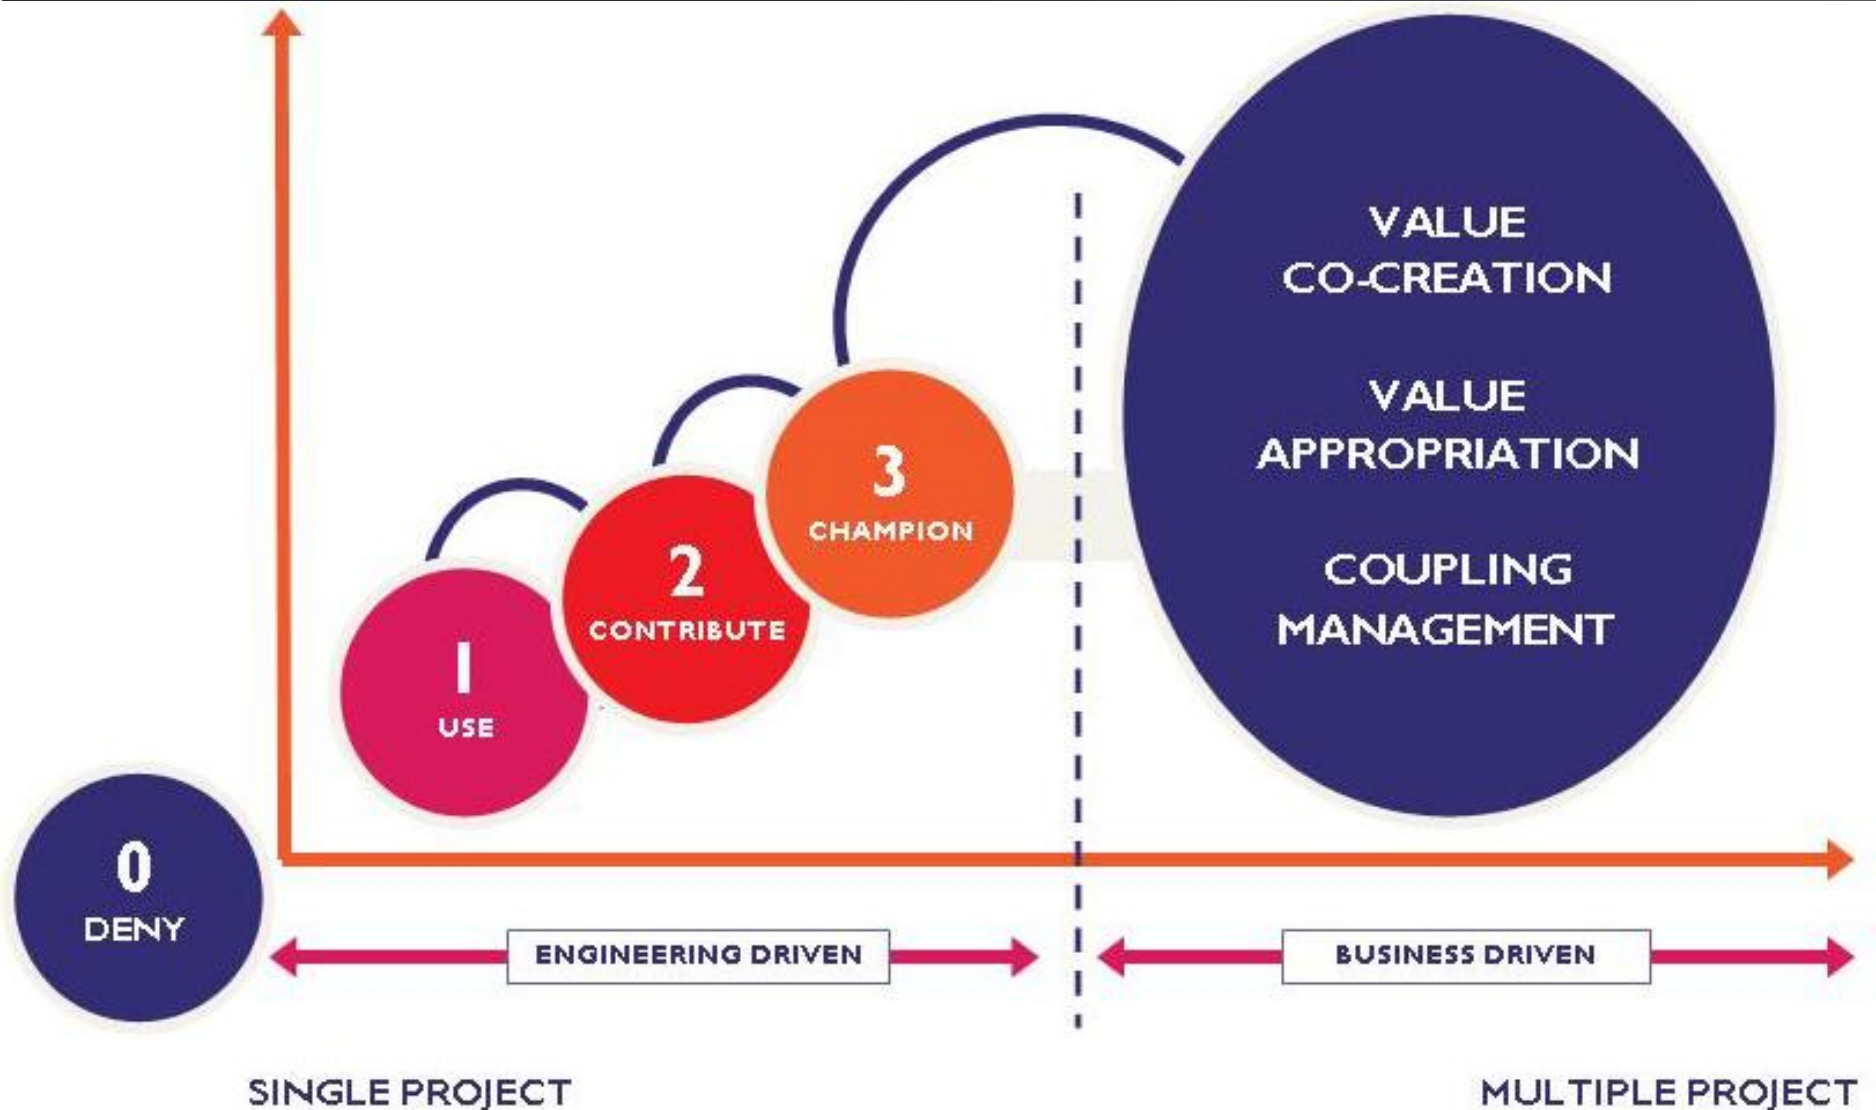 VALUE
CO-CREATION
VALUE
APPROPRIATION
COUPLING
MANAGEMENT
3
CHAMPION
2
CONTRIBUTE
1
USE
0
DENY
ENGINEERING DRIVEN
BUSINESS DRIVEN
SINGLE PROJECT
MULTIPLE PROJECT